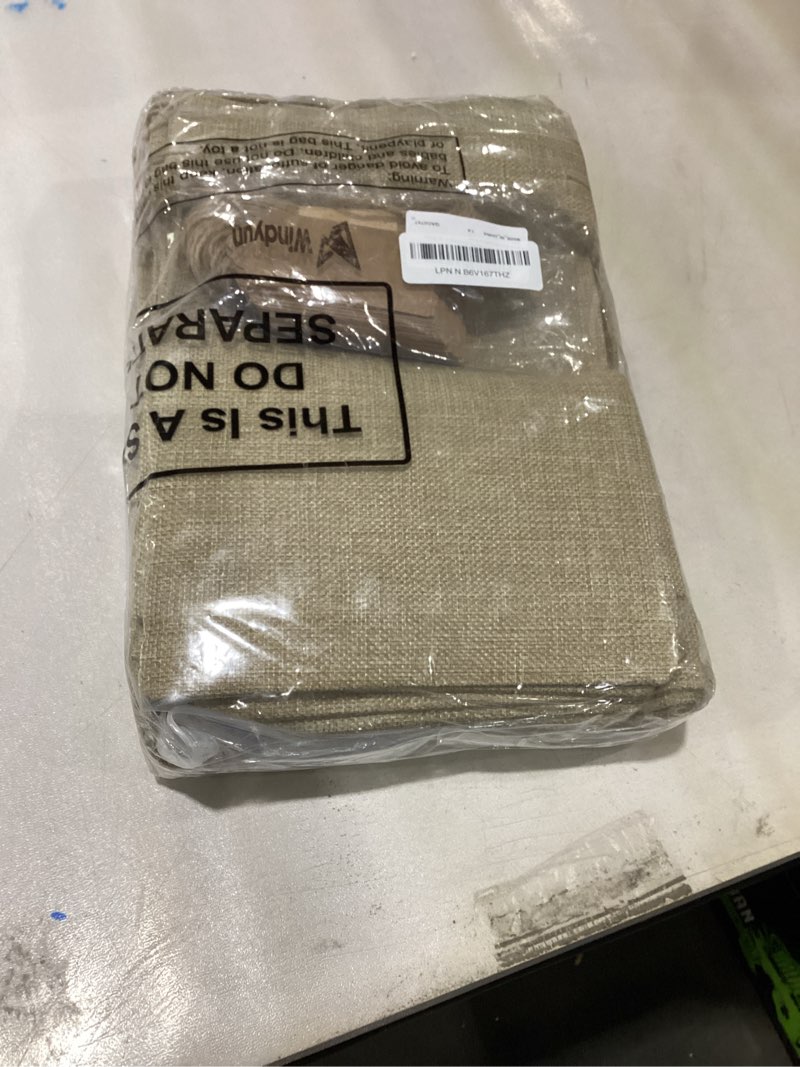 Warning:
To avoid danger of suffocation, keep this
babies and children. Do not use this bag
or playpens. This bag is not a toy.
Windyun
LPN N B6V167THZ
This Is A
DO NOT
SEPARAT